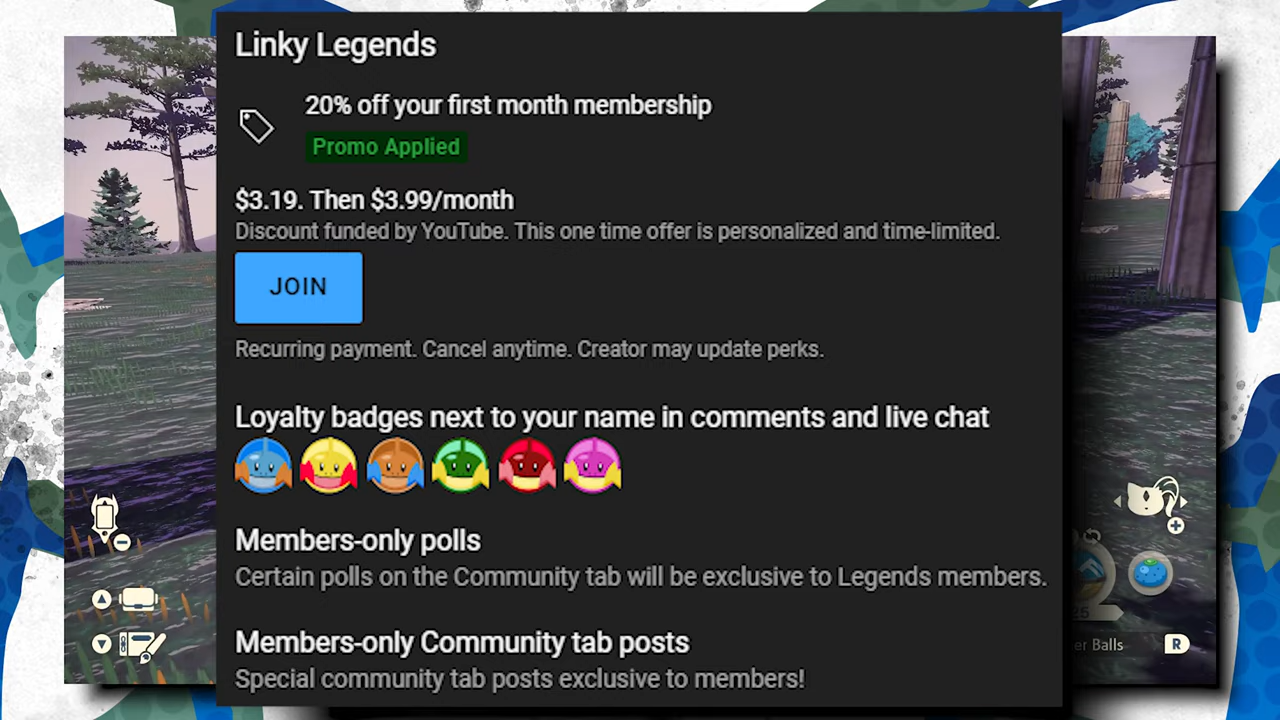 Linky Legends
20% off your first month membership
Promo Applied
$3.19. Then $3.99/month
Discount funded by YouTube. This one time offer is personalized and time-limited.
JOIN
Recurring payment. Cancel anytime. Creator may update perks.
Loyalty badges next to your name in comments and live chat
Members-only polls
Certain polls on the Community tab will be exclusive to Legends members.
Members-only Community tab posts
Special community tab posts exclusive to members!
25
er Balls
R